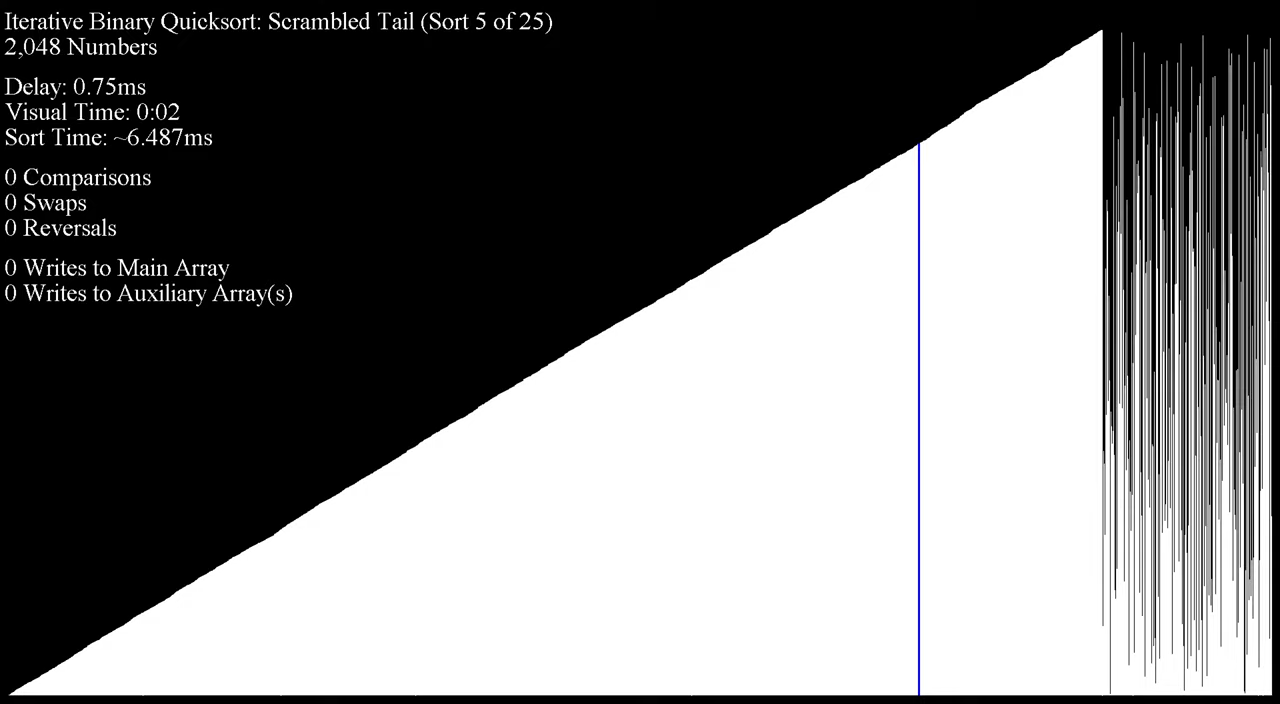 Iterative Binary Quicksort: Scrambled Tail (Sort 5 of 25)
2,048 Numbers
Delay: 0.75ms
Visual Time: 0:02
Sort Time: ~6.487ms
0 Comparisons
0 Swaps
0 Reversals
0 Writes to Main Array
0 Writes to Auxiliary Array(s)